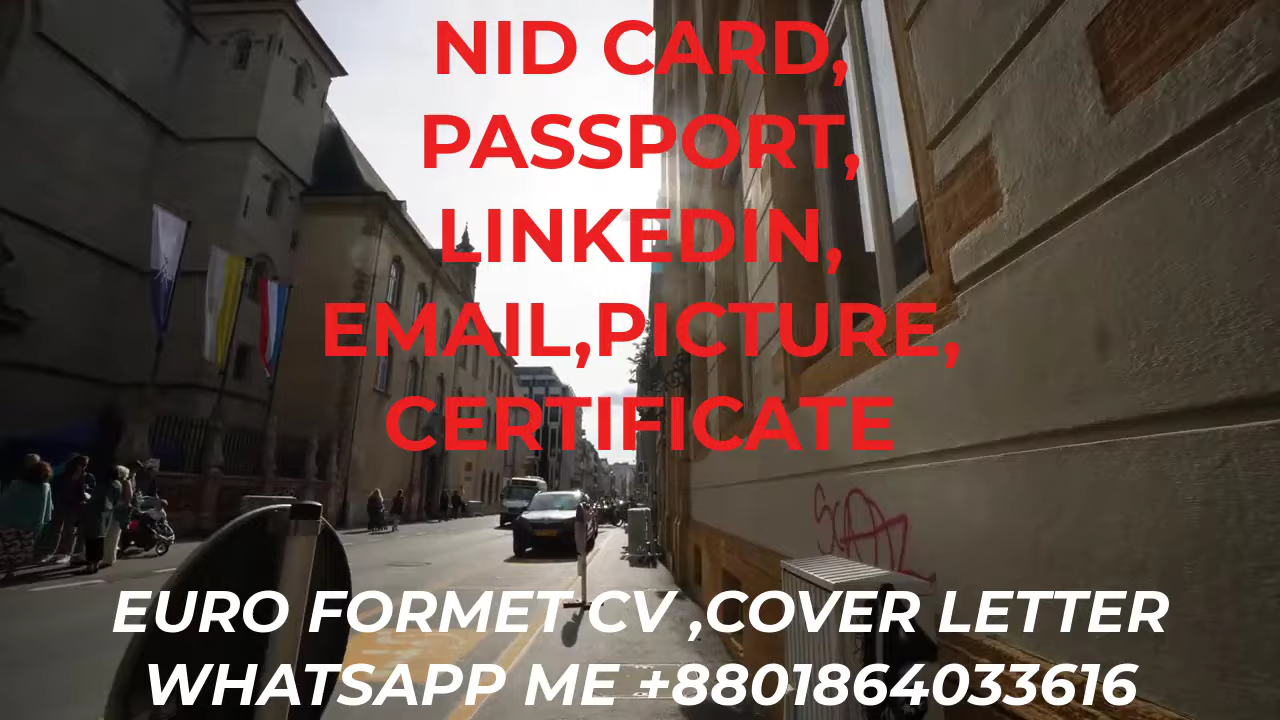 NID CARD,
PASSPORT,
LINKEDIN,
EMAIL,PICTURE,
CERTIFICATE
EURO FORMET CV ,COVER LETTER
WHATSAPP ME +8801864033616